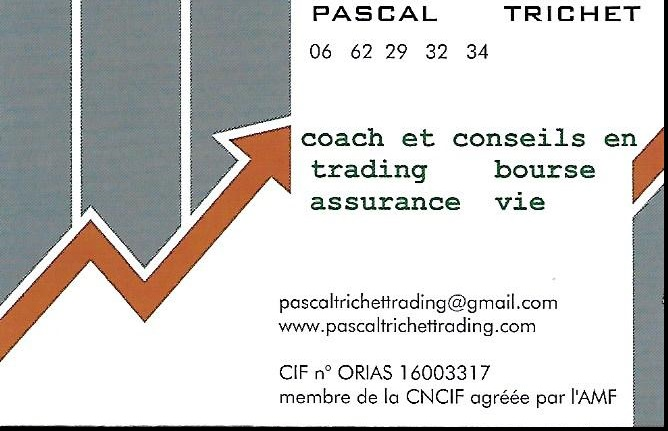 PASCAL TRICHET
06 62 29 32 34
coach et conseils en
trading bourse
assurance vie
pascaltrichettrading@gmail.com
www.pascaltrichettrading.com
CIF n° ORIAS 16003317
membre de la CNCIF agréée par l'AMF